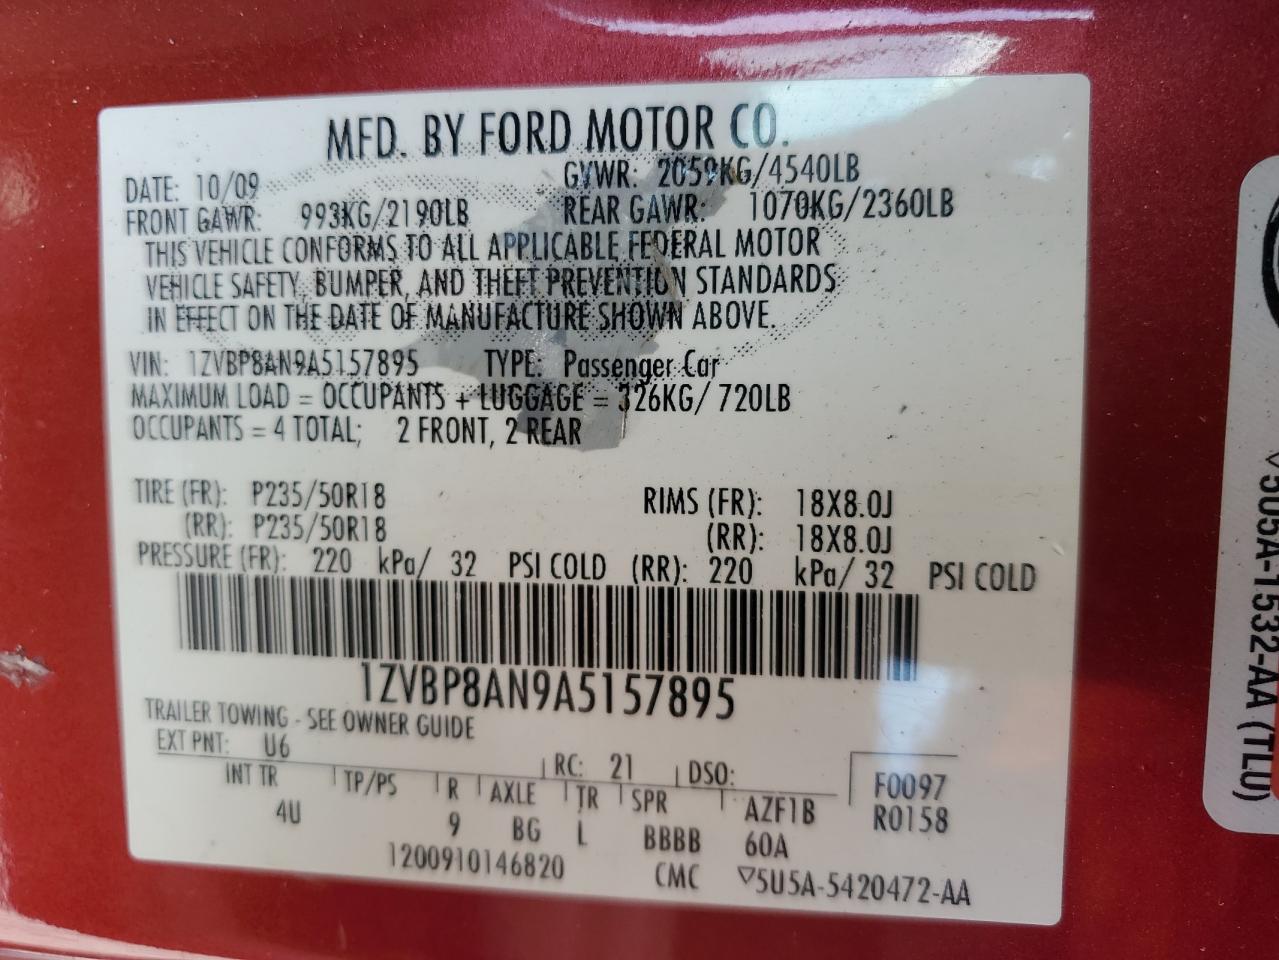 MFD. BY FORD MOTOR CO.
DATE: 10/09 GVWR: 2059KG/4540LB
FRONT GAWR: 993KG/2190LB REAR GAWR: 1070KG/2360LB
THIS VEHICLE CONFORMS TO ALL APPLICABLE FEDERAL MOTOR
VEHICLE SAFETY, BUMPER, AND THEFT PREVENTION STANDARDS
IN EFFECT ON THE DATE OF MANUFACTURE SHOWN ABOVE.
VIN: 1ZVBP8AN9A5157895 TYPE: Passenger Car
MAXIMUM LOAD = OCCUPANTS + LUGGAGE = 326KG/ 720LB
OCCUPANTS = 4 TOTAL; 2 FRONT, 2 REAR
TIRE (FR): P235/50R18 RIMS (FR): 18X8.0J
(RR): P235/50R18 (RR): 18X8.0J
PRESSURE (FR): 220 kPa/ 32 PSI COLD (RR): 220 kPa/ 32 PSI COLD
1ZVBP8AN9A5157895
TRAILER TOWING - SEE OWNER GUIDE
EXT PNT: U6 RC: 21 DSO:
INT TR TP/PS R AXLE TR SPR AZF1B F0097
4U 9 BG L BBBB 60A R0158
1200910146820 CMC ▽5U5A-5420472-AA
▽5U5A-1532-AA (TLU)